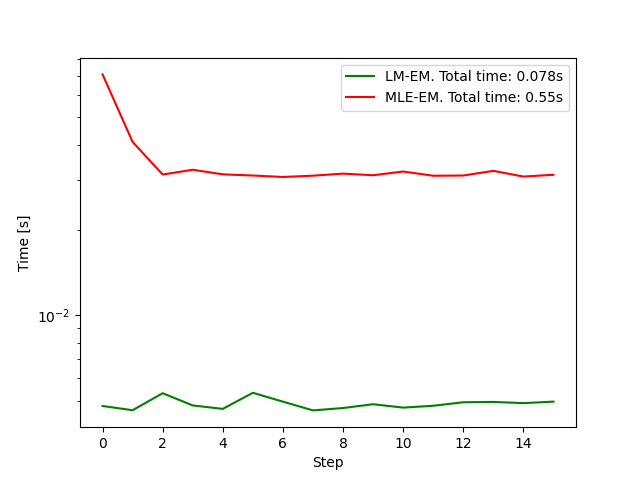 LM-EM. Total time: 0.078s
MLE-EM. Total time: 0.55s
Time [s]
10⁻²
0 2 4 6 8 10 12 14
Step